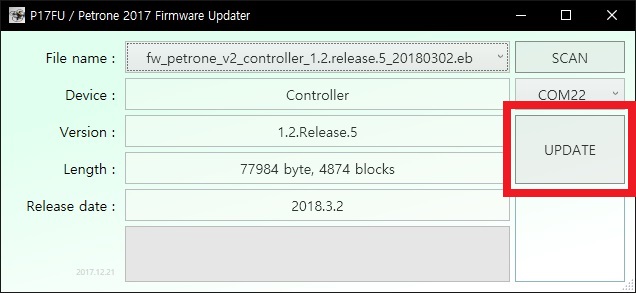 P17FU / Petrone 2017 Firmware Updater
File name : fw_petrone_v2_controller_1.2.release.5_20180302.eb SCAN
Device : Controller COM22
Version : 1.2.Release.5 UPDATE
Length : 77984 byte, 4874 blocks
Release date : 2018.3.2
2017.12.21